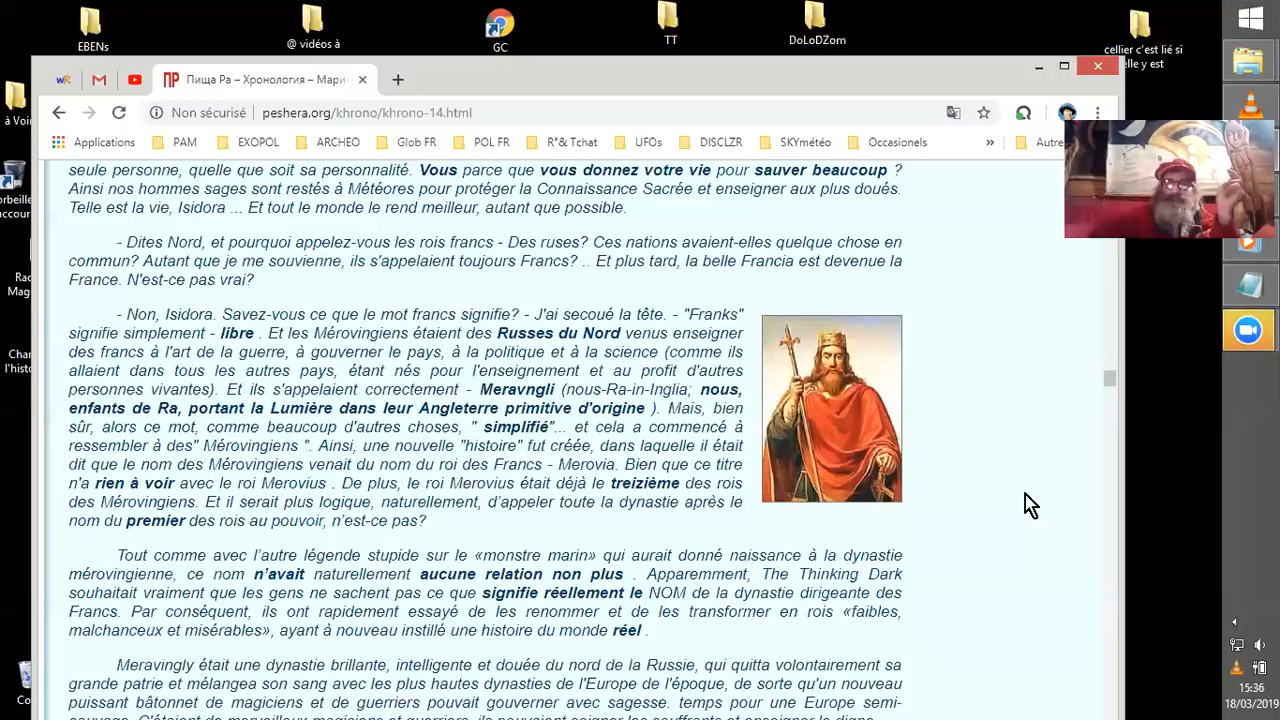 EBENs
@ vidéos à
GC
TT
DoLoDZom
cellier c'est lié si
elle y est
Пища Ра – Хронология – Мари
Non sécurisé
peshera.org/khrono/khrono-14.html
Applications
PAM
EXOPOL
ARCHEO
Glob FR
POL FR
R°& Tchat
UFOs
DISCLZR
SKYmétéo
Occasionels
»
Autre
à Voir
seule personne, quelle que soit sa personnalité. Vous parce que vous donnez votre vie pour sauver beaucoup ?
Ainsi nos hommes sages sont restés à Météores pour protéger la Connaissance Sacrée et enseigner aux plus doués.
Telle est la vie, Isidora ... Et tout le monde le rend meilleur, autant que possible.
- Dites Nord, et pourquoi appelez-vous les rois francs - Des ruses? Ces nations avaient-elles quelque chose en
commun? Autant que je me souvienne, ils s'appelaient toujours Francs? .. Et plus tard, la belle Francia est devenue la
France. N'est-ce pas vrai?
- Non, Isidora. Savez-vous ce que le mot francs signifie? - J'ai secoué la tête. - "Franks"
signifie simplement - libre . Et les Mérovingiens étaient des Russes du Nord venus enseigner
des francs à l'art de la guerre, à gouverner le pays, à la politique et à la science (comme ils
allaient dans tous les autres pays, étant nés pour l'enseignement et au profit d'autres
personnes vivantes). Et ils s'appelaient correctement - Meravngli (nous-Ra-in-Inglia; nous,
enfants de Ra, portant la Lumière dans leur Angleterre primitive d'origine ). Mais, bien
sûr, alors ce mot, comme beaucoup d'autres choses, " simplifié"... et cela a commencé à
ressembler à des" Mérovingiens ". Ainsi, une nouvelle "histoire" fut créée, dans laquelle il était
dit que le nom des Mérovingiens venait du nom du roi des Francs - Merovia. Bien que ce titre
n'a rien à voir avec le roi Merovius . De plus, le roi Merovius était déjà le treizième des rois
des Mérovingiens. Et il serait plus logique, naturellement, d’appeler toute la dynastie après le
nom du premier des rois au pouvoir, n’est-ce pas?
Tout comme avec l’autre légende stupide sur le «monstre marin» qui aurait donné naissance à la dynastie
mérovingienne, ce nom n’avait naturellement aucune relation non plus . Apparemment, The Thinking Dark
souhaitait vraiment que les gens ne sachent pas ce que signifie réellement le NOM de la dynastie dirigeante des
Francs. Par conséquent, ils ont rapidement essayé de les renommer et de les transformer en rois «faibles,
malchanceux et misérables», ayant à nouveau instillé une histoire du monde réel .
Meravingly était une dynastie brillante, intelligente et douée du nord de la Russie, qui quitta volontairement sa
grande patrie et mélangea son sang avec les plus hautes dynasties de l'Europe de l'époque, de sorte qu'un nouveau
puissant bâtonnet de magiciens et de guerriers pouvait gouverner avec sagesse. temps pour une Europe semi-
15:36
18/03/2019